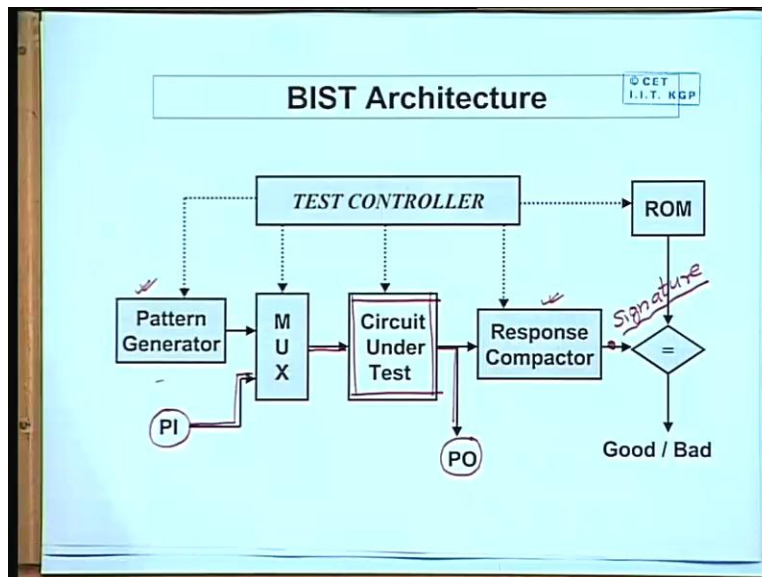 BIST Architecture
© CET
I.I.T. KGP
TEST CONTROLLER
ROM
Signature
Pattern
Generator
M
U
X
Circuit
Under
Test
Response
Compactor
=
PI
PO
Good / Bad